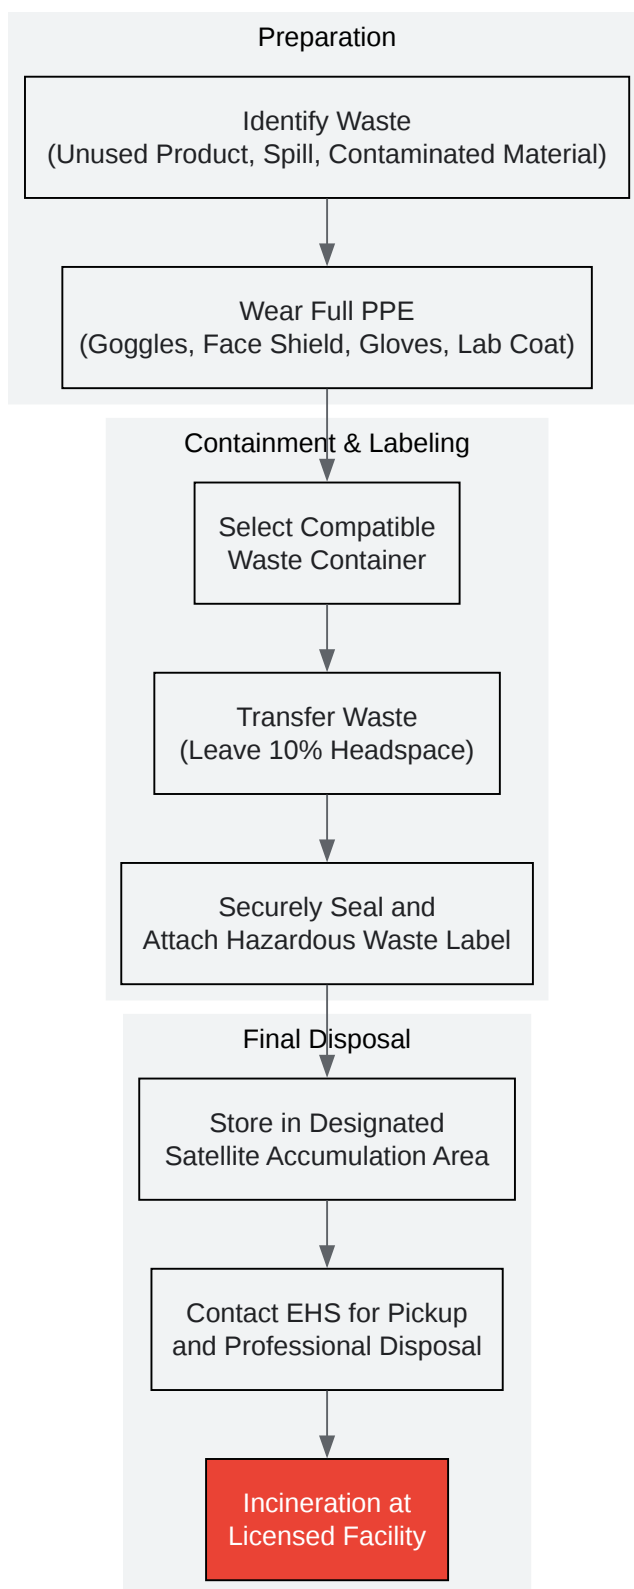 Preparation
Identify Waste
(Unused Product, Spill, Contaminated Material)
Wear Full PPE
(Goggles, Face Shield, Gloves, Lab Coat)
Containment & Labeling
Select Compatible
Waste Container
Transfer Waste
(Leave 10% Headspace)
Securely Seal and
Attach Hazardous Waste Label
Final Disposal
Store in Designated
Satellite Accumulation Area
Contact EHS for Pickup
and Professional Disposal
Incineration at
Licensed Facility